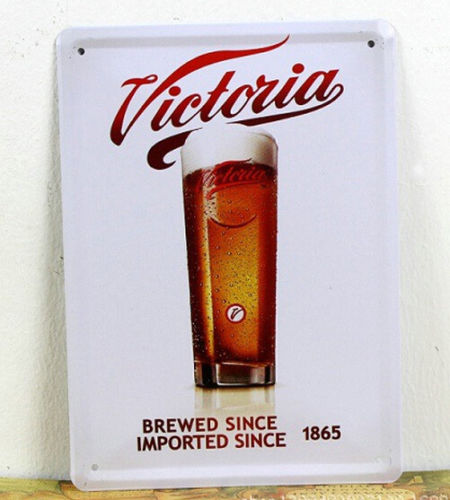 Victoria
Victoria
V
BREWED SINCE
IMPORTED SINCE 1865